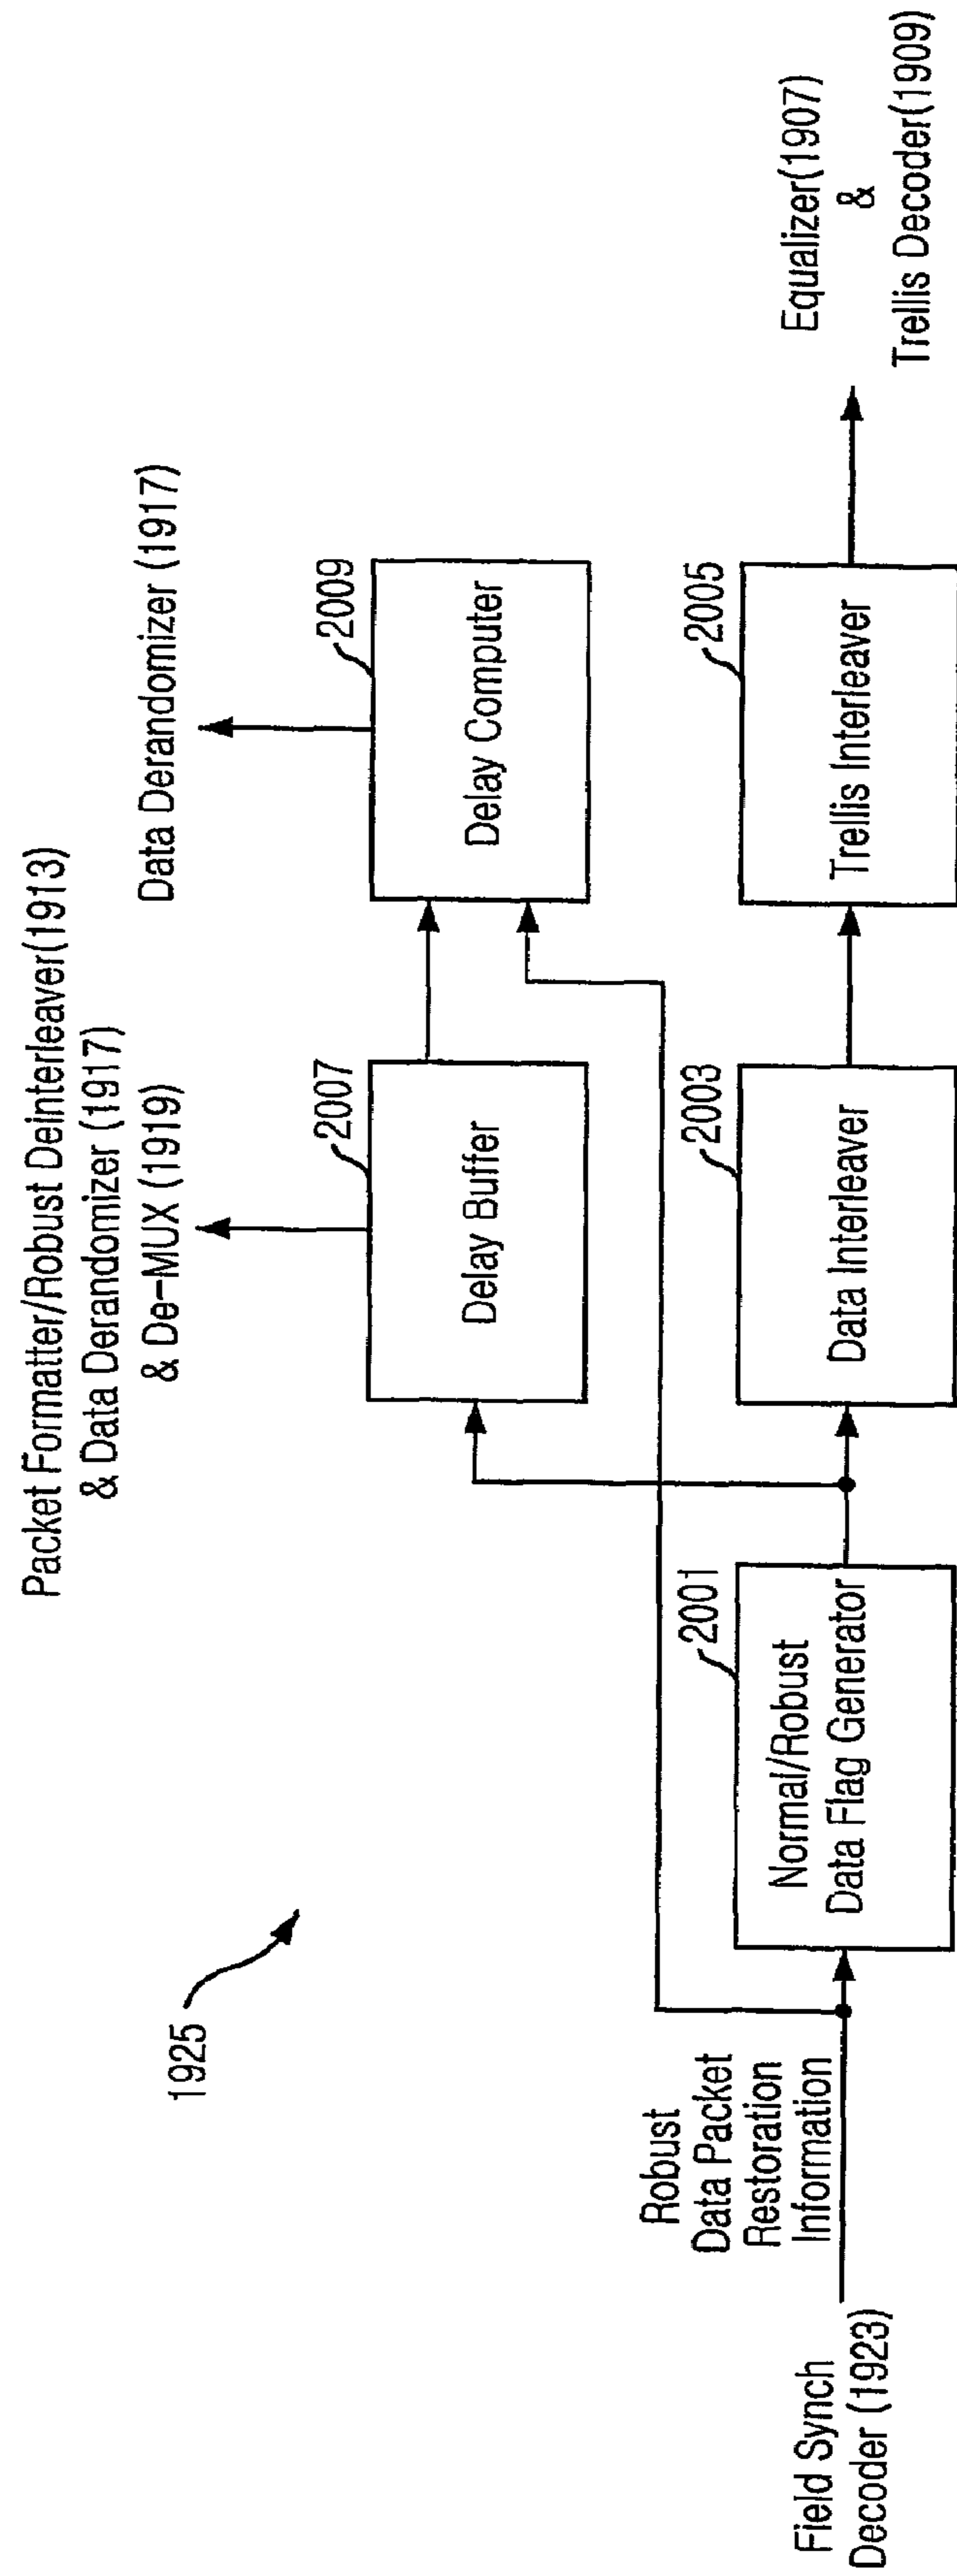 Packet Formatter/Robust Deinterleaver(1913)
& Data Derandomizer (1917)
& De-MUX (1919)
Data Derandomizer (1917)
1925
2007
Delay Buffer
2009
Delay Computer
Robust
Data Packet
Restoration
Information
Field Synch
Decoder (1923)
2001
Normal/Robust
Data Flag Generator
2003
Data Interleaver
2005
Trellis Interleaver
Equalizer(1907)
&
Trellis Decoder(1909)